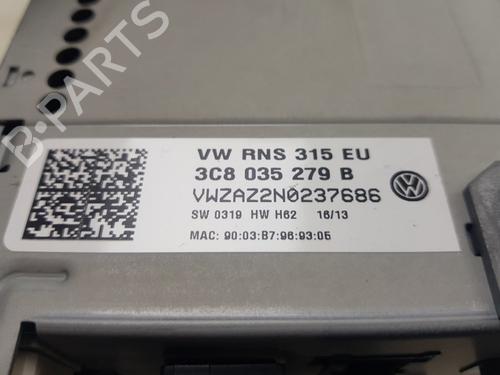 VW RNS 315 EU
3C8 035 279 B
VWZAZ2N0237686
SW 0319 HW H62 16/13
MAC: 90:03:B7:96:93:05
B-PARTS